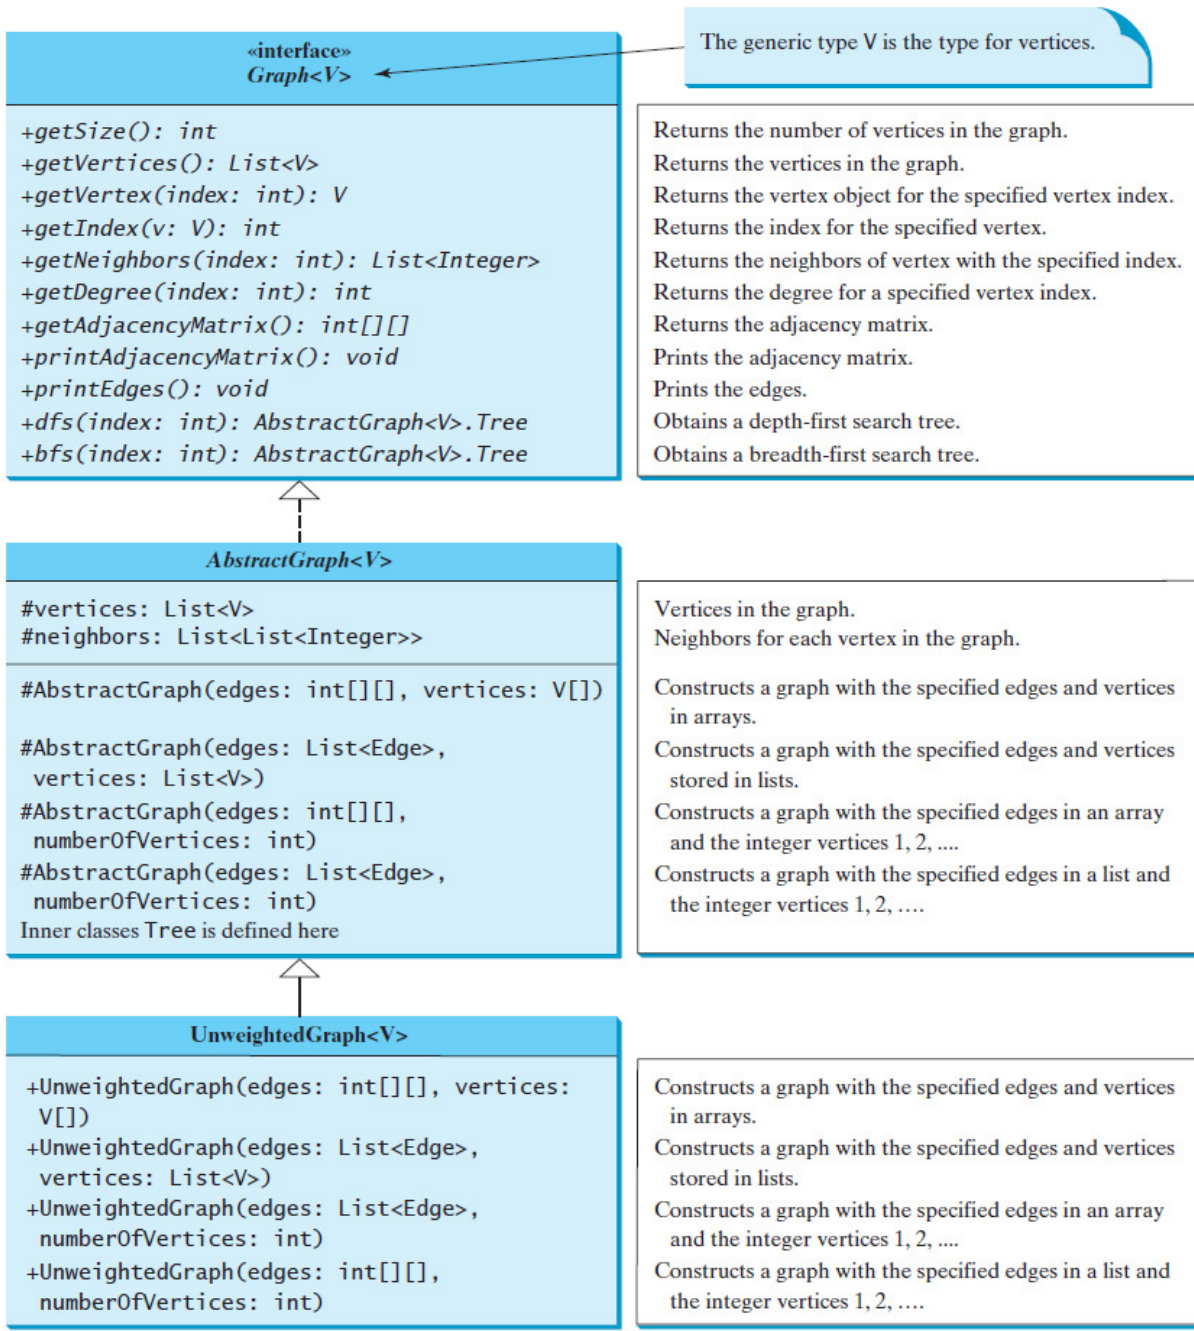 «interface»
Graph<V>
The generic type V is the type for vertices.
+getSize(): int
+getVertices(): List<V>
+getVertex(index: int): V
+getIndex(v: V): int
+getNeighbors(index: int): List<Integer>
+getDegree(index: int): int
+getAdjacencyMatrix(): int[][]
+printAdjacencyMatrix(): void
+printEdges(): void
+dfs(index: int): AbstractGraph<V>.Tree
+bfs(index: int): AbstractGraph<V>.Tree
Returns the number of vertices in the graph.
Returns the vertices in the graph.
Returns the vertex object for the specified vertex index.
Returns the index for the specified vertex.
Returns the neighbors of vertex with the specified index.
Returns the degree for a specified vertex index.
Returns the adjacency matrix.
Prints the adjacency matrix.
Prints the edges.
Obtains a depth-first search tree.
Obtains a breadth-first search tree.
AbstractGraph<V>
#vertices: List<V>
#neighbors: List<List<Integer>>
#AbstractGraph(edges: int[][], vertices: V[])
#AbstractGraph(edges: List<Edge>,
vertices: List<V>)
#AbstractGraph(edges: int[][],
numberOfVertices: int)
#AbstractGraph(edges: List<Edge>,
numberOfVertices: int)
Inner classes Tree is defined here
Vertices in the graph.
Neighbors for each vertex in the graph.
Constructs a graph with the specified edges and vertices
in arrays.
Constructs a graph with the specified edges and vertices
stored in lists.
Constructs a graph with the specified edges in an array
and the integer vertices 1, 2, ....
Constructs a graph with the specified edges in a list and
the integer vertices 1, 2, ….
UnweightedGraph<V>
+UnweightedGraph(edges: int[][], vertices:
V[])
+UnweightedGraph(edges: List<Edge>,
vertices: List<V>)
+UnweightedGraph(edges: List<Edge>,
numberOfVertices: int)
+UnweightedGraph(edges: int[][],
numberOfVertices: int)
Constructs a graph with the specified edges and vertices
in arrays.
Constructs a graph with the specified edges and vertices
stored in lists.
Constructs a graph with the specified edges in an array
and the integer vertices 1, 2, ....
Constructs a graph with the specified edges in a list and
the integer vertices 1, 2, ….